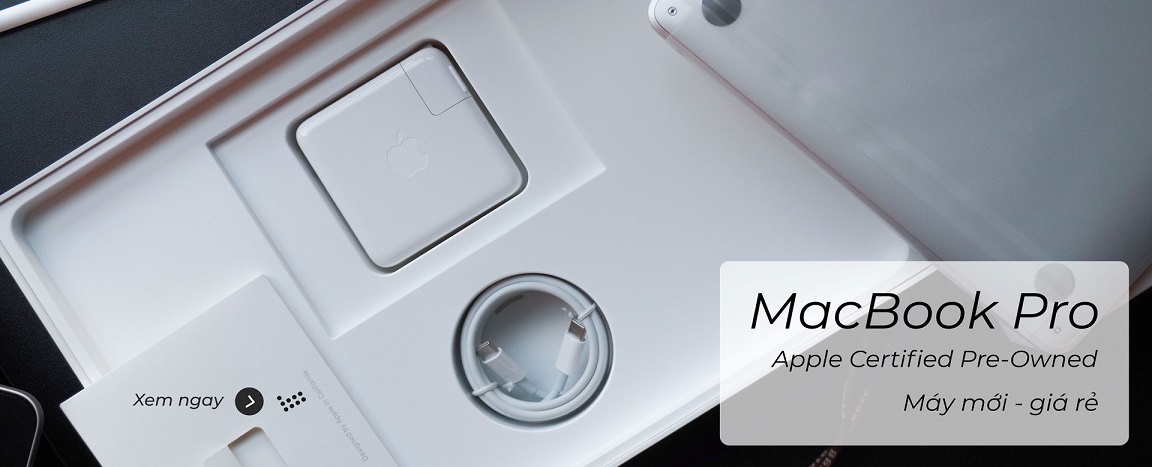 MacBook Pro
Apple Certified Pre-Owned
Máy mới - giá rẻ
Xem ngay
Designed by Apple in California